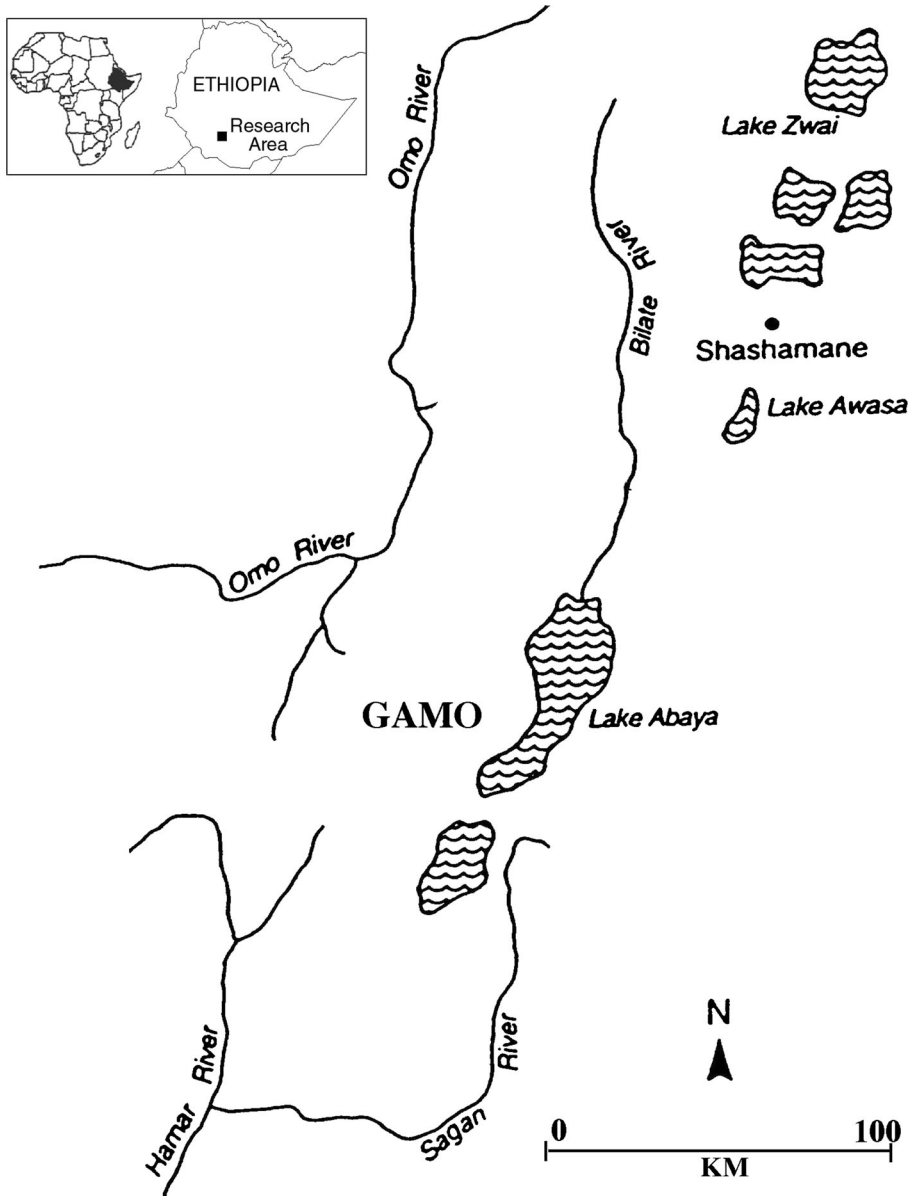 ETHIOPIA
Research
Area
Omo River
Lake Zwai
Bilate River
Shashamane
Lake Awasa
Omo River
GAMO
Lake Abaya
N
Hamar River
Sagan River
0 100
KM